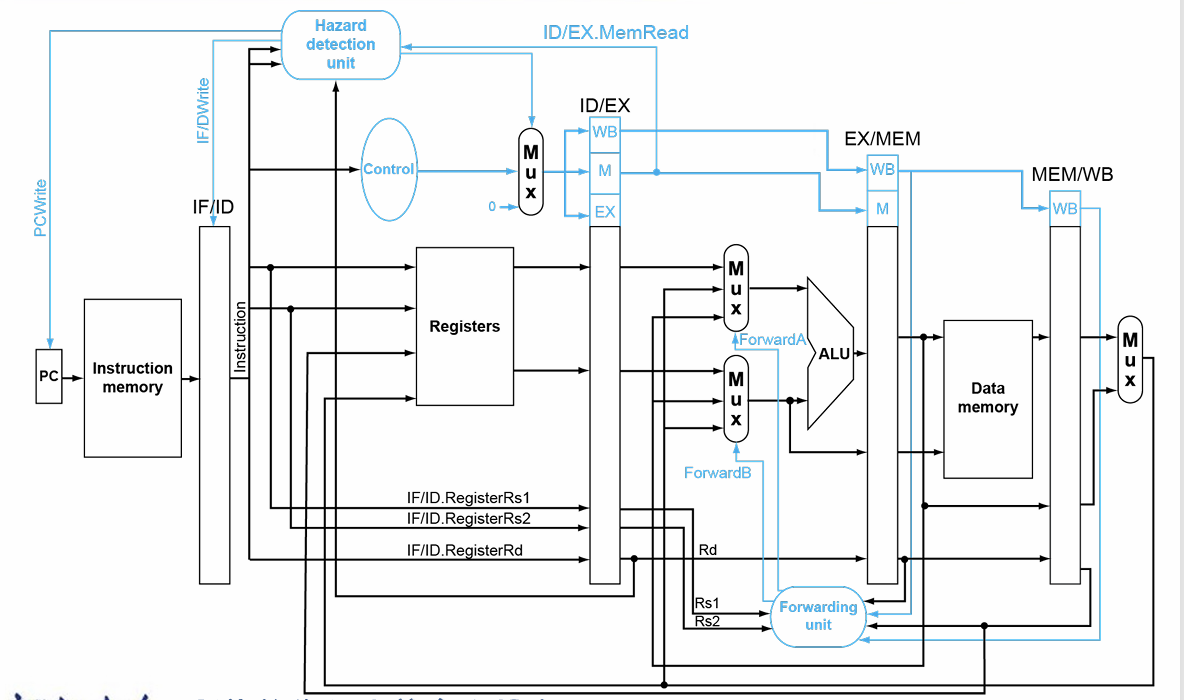 Hazard
detection
unit
ID/EX.MemRead
IF/DWrite
PCWrite
ID/EX
WB
M
EX
Control
Mux
0
EX/MEM
WB
M
MEM/WB
WB
IF/ID
PC
Instruction
memory
Instruction
Registers
Mux
ForwardA
ALU
Mux
ForwardB
Data
memory
Mux
IF/ID.RegisterRs1
IF/ID.RegisterRs2
IF/ID.RegisterRd
Rd
Rs1
Rs2
Forwarding
unit